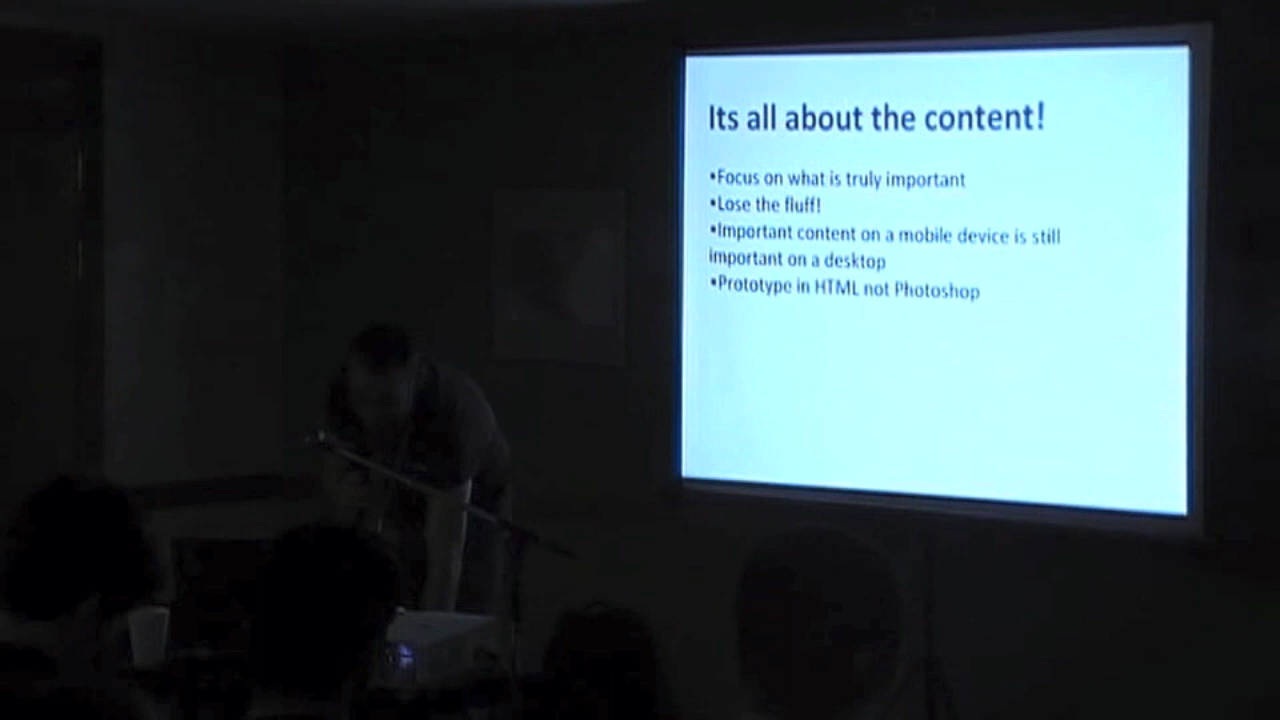 Its all about the content!
•Focus on what is truly important
•Lose the fluff!
•Important content on a mobile device is still
important on a desktop
•Prototype in HTML not Photoshop